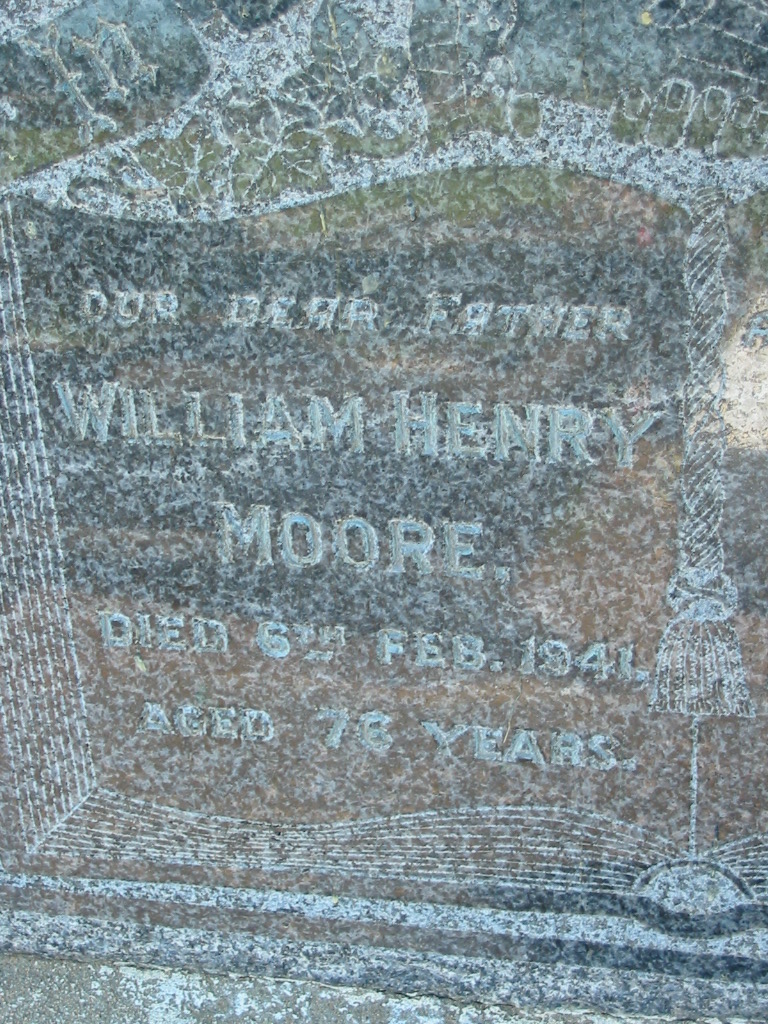 OUR DEAR FATHER
WILLIAM HENRY
MOORE,
DIED 6TH FEB. 1941,
AGED 76 YEARS.